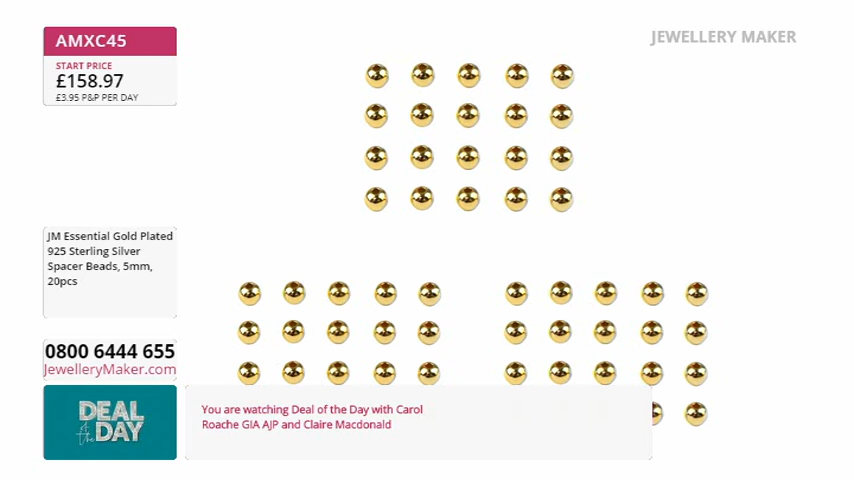 AMXC45
START PRICE
£158.97
£3.95 P&P PER DAY
JEWELLERY MAKER
JM Essential Gold Plated
925 Sterling Silver
Spacer Beads, 5mm,
20pcs
0800 6444 655
JewelleryMaker.com
DEAL
of the
DAY
You are watching Deal of the Day with Carol
Roache GIA AJP and Claire Macdonald